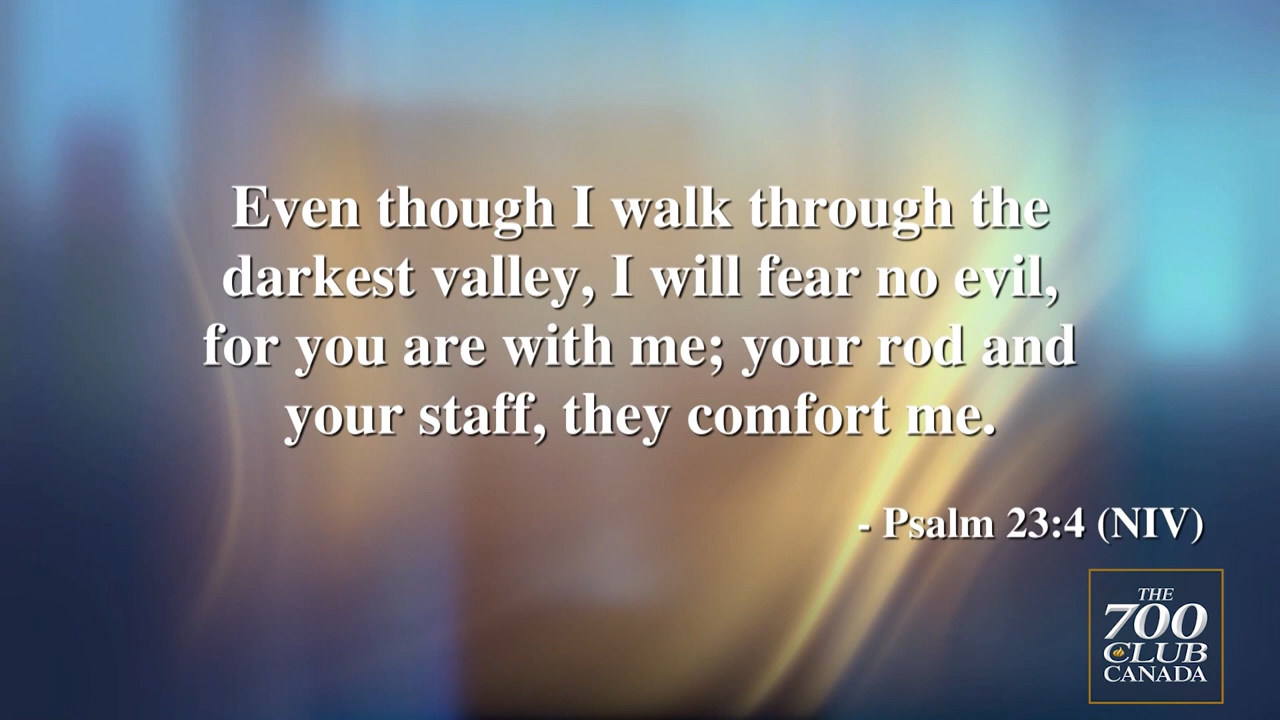 Even though I walk through the
darkest valley, I will fear no evil,
for you are with me; your rod and
your staff, they comfort me.
- Psalm 23:4 (NIV)
THE
700
CLUB
CANADA